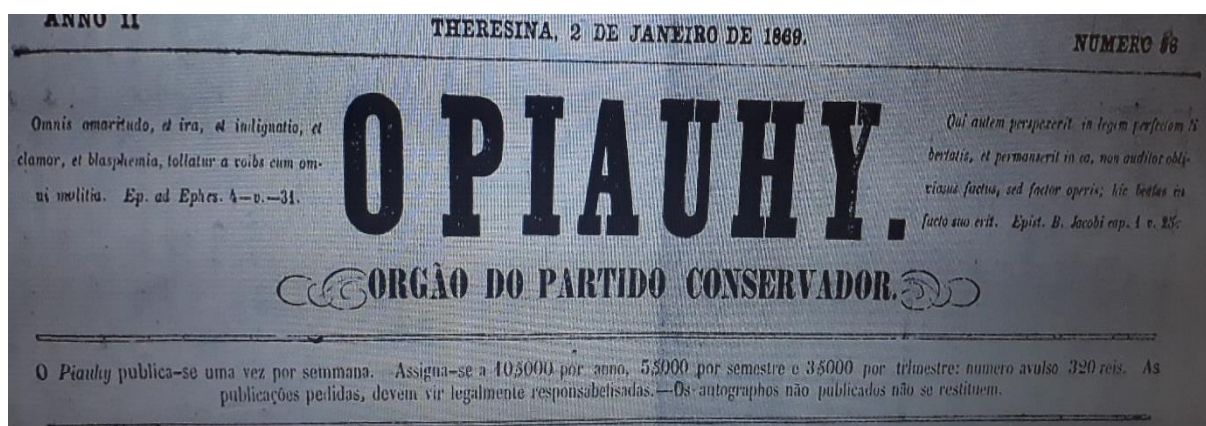 ANNO II
THERESINA, 2 DE JANEIRO DE 1869.
NUMERO
Omnis amaritudo, et ira, et indignatio, et
clamor, et blasphemia, tollatur a voibs cum om-
ni molitia. Ep. ad Ephes. 4—v.—31.
O PIAUHY.
Qui autem perspexerit in legem perfectam li
bertatis, et permanserit in ea, non auditor obli-
viosus factus, sed factor operis; hic beatus in
facto suo erit. Epist. B. Jacobi cap. 1 v. 25.
ORGÃO DO PARTIDO CONSERVADOR.
O Piauhy publica-se uma vez por semmana. Assigna-se a 10$000 por anno, 5$000 por semestre e 3$000 por trimestre: numero avulso 320 reis. As
publicações pedidas, devem vir legalmente responsabelisadas.—Os autographos não publicados não se restituem.